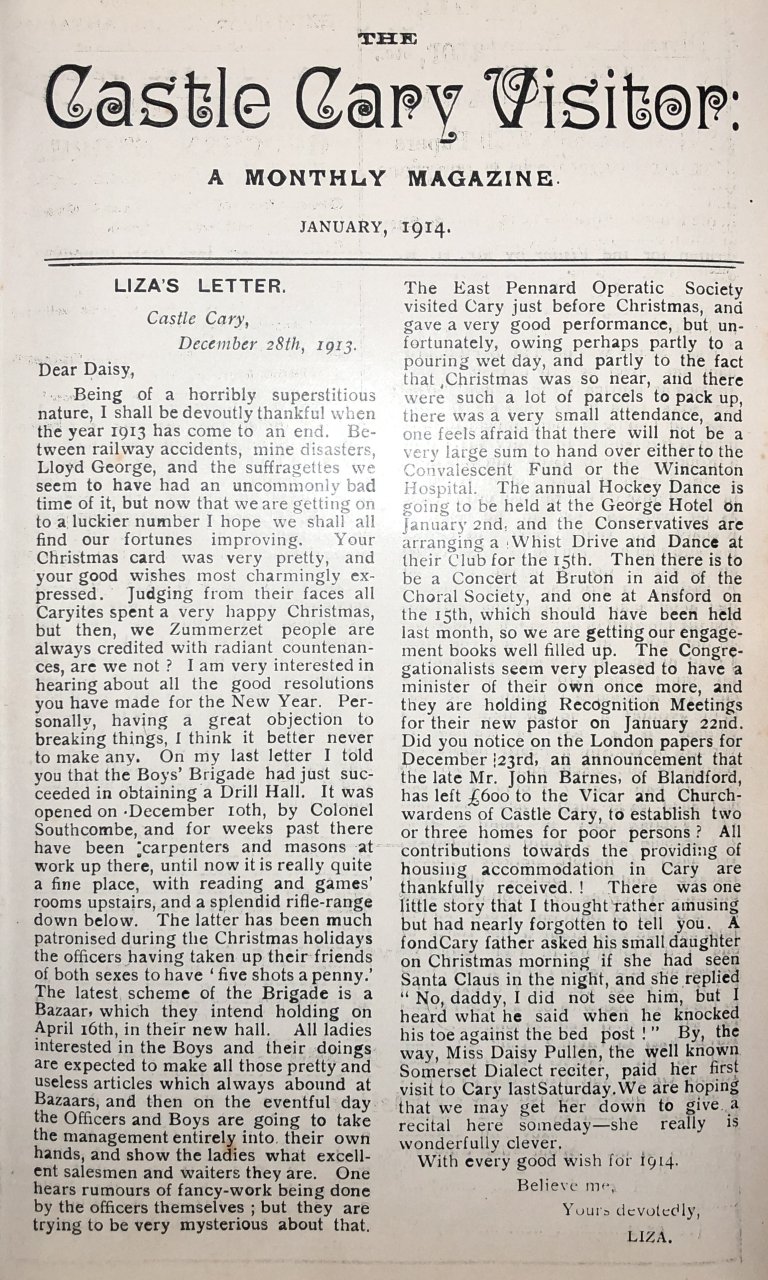 THE
Castle Cary Visitor:
A MONTHLY MAGAZINE.
JANUARY, 1914.
LIZA'S LETTER.
Castle Cary,
December 28th, 1913.
Dear Daisy,
Being of a horribly superstitious
nature, I shall be devoutly thankful when
the year 1913 has come to an end. Be-
tween railway accidents, mine disasters,
Lloyd George, and the suffragettes we
seem to have had an uncommonly bad
time of it, but now that we are getting on
to a luckier number I hope we shall all
find our fortunes improving. Your
Christmas card was very pretty, and
your good wishes most charmingly ex-
pressed. Judging from their faces all
Caryites spent a very happy Christmas,
but then, we Zummerzet people are
always credited with radiant countenan-
ces, are we not ? I am very interested in
hearing about all the good resolutions
you have made for the New Year. Per-
sonally, having a great objection to
breaking things, I think it better never
to make any. On my last letter I told
you that the Boys' Brigade had just suc-
ceeded in obtaining a Drill Hall. It was
opened on December 10th, by Colonel
Southcombe, and for weeks past there
have been carpenters and masons at
work up there, until now it is really quite
a fine place, with reading and games'
rooms upstairs, and a splendid rifle-range
down below. The latter has been much
patronised during the Christmas holidays
the officers having taken up their friends
of both sexes to have ' five shots a penny.'
The latest scheme of the Brigade is a
Bazaar, which they intend holding on
April 16th, in their new hall. All ladies
interested in the Boys and their doings
are expected to make all those pretty and
useless articles which always abound at
Bazaars, and then on the eventful day
the Officers and Boys are going to take
the management entirely into their own
hands, and show the ladies what excell-
ent salesmen and waiters they are. One
hears rumours of fancy-work being done
by the officers themselves ; but they are
trying to be very mysterious about that.
The East Pennard Operatic Society
visited Cary just before Christmas, and
gave a very good performance, but un-
fortunately, owing perhaps partly to a
pouring wet day, and partly to the fact
that Christmas was so near, and there
were such a lot of parcels to pack up,
there was a very small attendance, and
one feels afraid that there will not be a
very large sum to hand over either to the
Convalescent Fund or the Wincanton
Hospital. The annual Hockey Dance is
going to be held at the George Hotel on
January 2nd, and the Conservatives are
arranging a Whist Drive and Dance at
their Club for the 15th. Then there is to
be a Concert at Bruton in aid of the
Choral Society, and one at Ansford on
the 15th, which should have been held
last month, so we are getting our engage-
ment books well filled up. The Congre-
gationalists seem very pleased to have a
minister of their own once more, and
they are holding Recognition Meetings
for their new pastor on January 22nd.
Did you notice on the London papers for
December 23rd, an announcement that
the late Mr. John Barnes, of Blandford,
has left £600 to the Vicar and Church-
wardens of Castle Cary, to establish two
or three homes for poor persons ? All
contributions towards the providing of
housing accommodation in Cary are
thankfully received. ! There was one
little story that I thought rather amusing
but had nearly forgotten to tell you. A
fondCary father asked his small daughter
on Christmas morning if she had seen
Santa Claus in the night, and she replied
" No, daddy, I did not see him, but I
heard what he said when he knocked
his toe against the bed post ! " By, the
way, Miss Daisy Pullen, the well known
Somerset Dialect reciter, paid her first
visit to Cary lastSaturday.We are hoping
that we may get her down to give a
recital here someday—she really is
wonderfully clever.
With every good wish for 1914.
Believe me,
Yours devotedly,
LIZA.